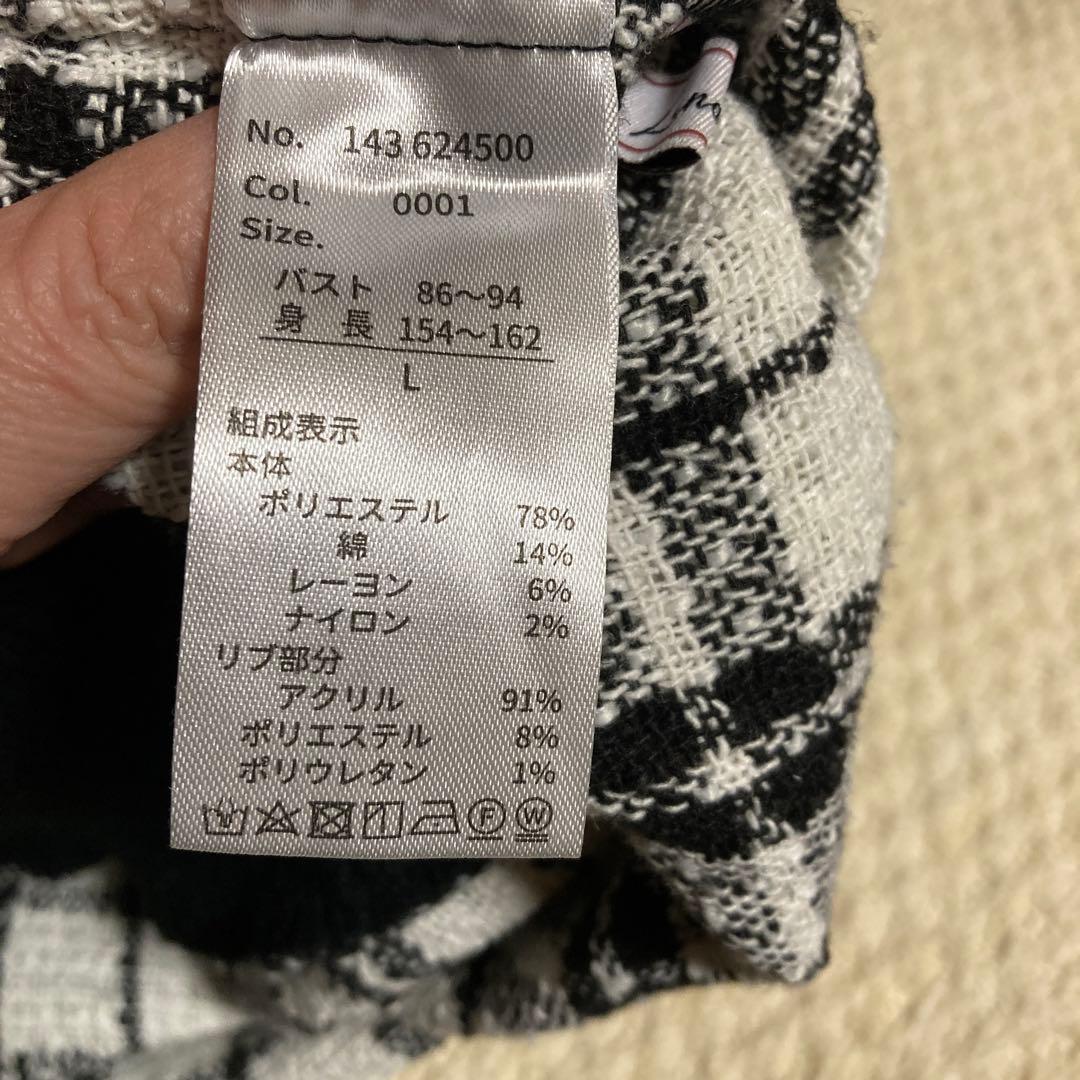 No. 143 624500
Col. 0001
Size.
バスト 86〜94
身 長 154〜162
L
組成表示
本体
ポリエステル 78%
綿 14%
レーヨン 6%
ナイロン 2%
リブ部分
アクリル 91%
ポリエステル 8%
ポリウレタン 1%
F W